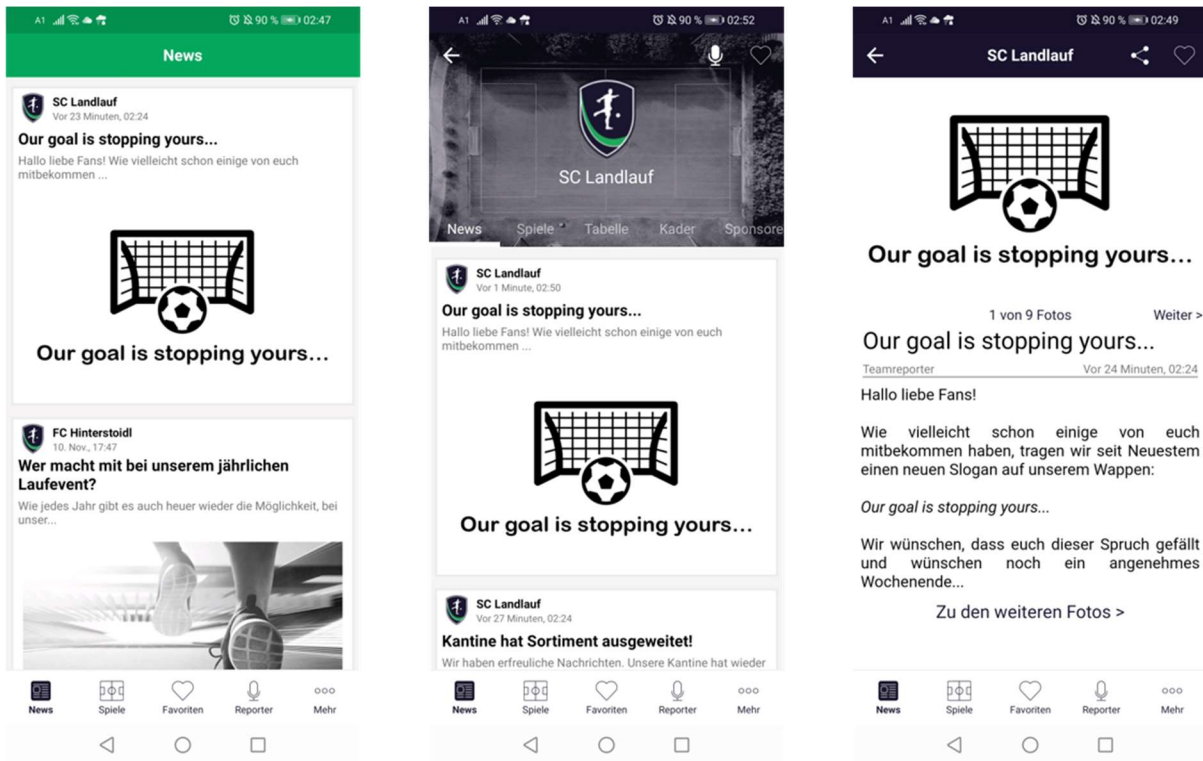 A1 90 % 02:47
News
SC Landlauf
Vor 23 Minuten, 02:24
Our goal is stopping yours...
Hallo liebe Fans! Wie vielleicht schon einige von euch
mitbekommen ...
Our goal is stopping yours...
FC Hinterstoidl
10. Nov., 17:47
Wer macht mit bei unserem jährlichen
Laufevent?
Wie jedes Jahr gibt es auch heuer wieder die Möglichkeit, bei
unser...
News Spiele Favoriten Reporter Mehr
A1 90 % 02:52
SC Landlauf
News Spiele Tabelle Kader Sponsore
SC Landlauf
Vor 1 Minute, 02:50
Our goal is stopping yours...
Hallo liebe Fans! Wie vielleicht schon einige von euch
mitbekommen ...
Our goal is stopping yours...
SC Landlauf
Vor 27 Minuten, 02:24
Kantine hat Sortiment ausgeweitet!
Wir haben erfreuliche Nachrichten. Unsere Kantine hat wieder
News Spiele Favoriten Reporter Mehr
A1 90 % 02:49
SC Landlauf
Our goal is stopping yours...
1 von 9 Fotos Weiter >
Our goal is stopping yours...
Teamreporter Vor 24 Minuten, 02:24
Hallo liebe Fans!
Wie vielleicht schon einige von euch
mitbekommen haben, tragen wir seit Neuestem
einen neuen Slogan auf unserem Wappen:
Our goal is stopping yours...
Wir wünschen, dass euch dieser Spruch gefällt
und wünschen noch ein angenehmes
Wochenende...
Zu den weiteren Fotos >
News Spiele Favoriten Reporter Mehr